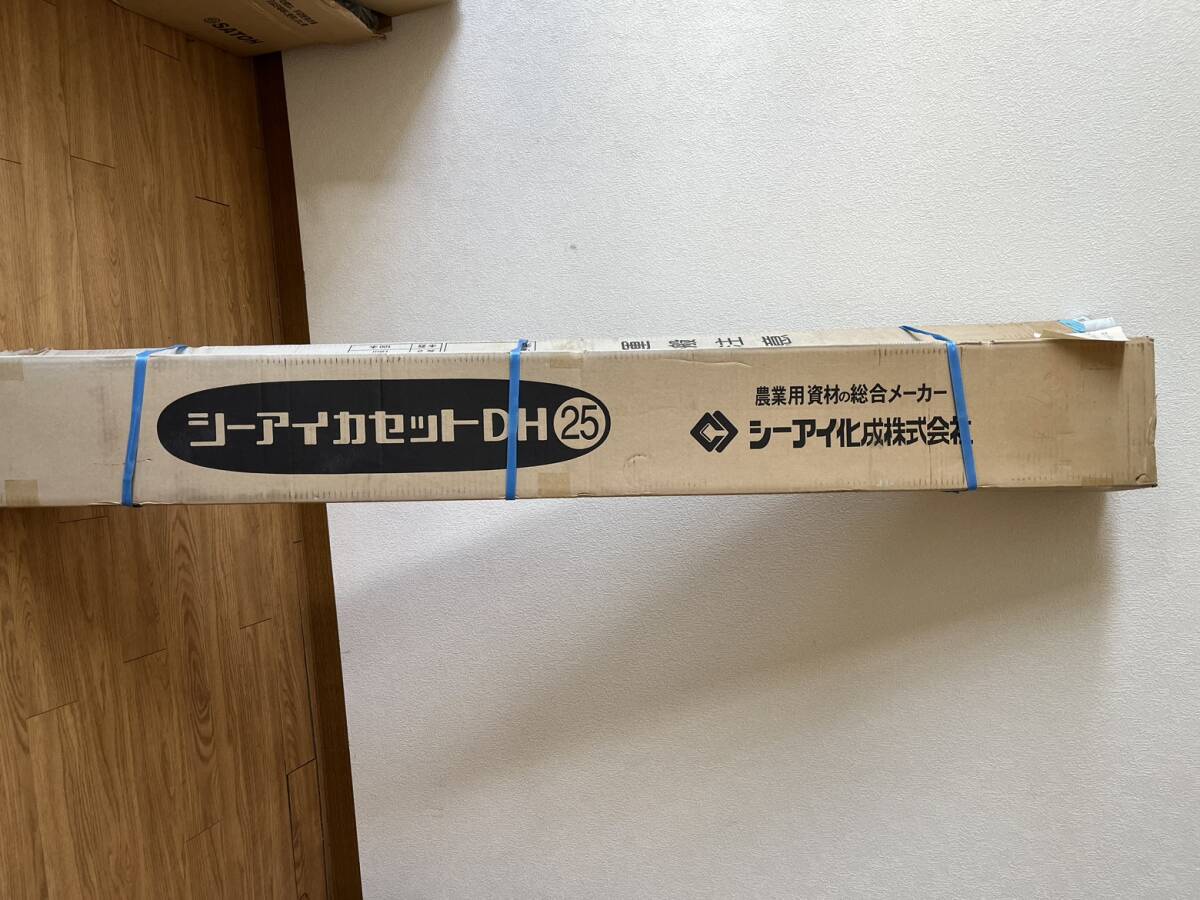 SATOH
シーアイカセットDH25
農業用資材の総合メーカー
シーアイ化成株式会社